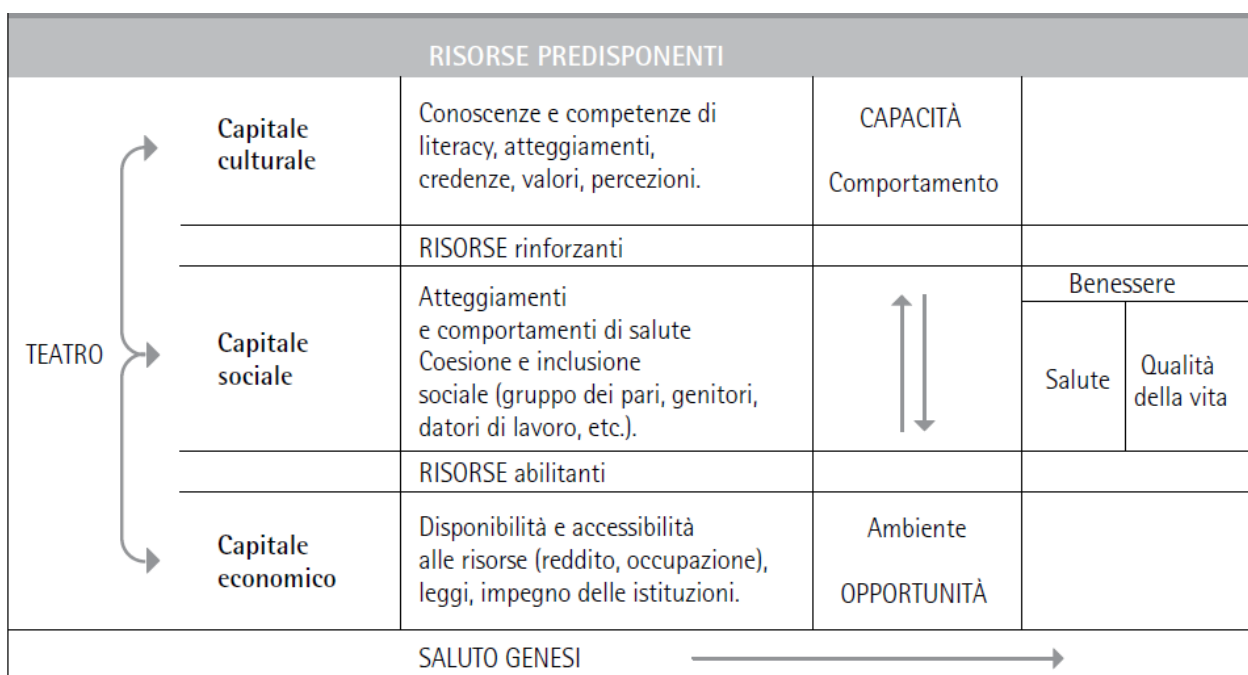 RISORSE PREDISPONENTI
TEATRO
Capitale
culturale
Conoscenze e competenze di
literacy, atteggiamenti,
credenze, valori, percezioni.
CAPACITÀ
Comportamento
RISORSE rinforzanti
Capitale
sociale
Atteggiamenti
e comportamenti di salute
Coesione e inclusione
sociale (gruppo dei pari, genitori,
datori di lavoro, etc.).
Benessere
Salute
Qualità
della vita
RISORSE abilitanti
Capitale
economico
Disponibilità e accessibilità
alle risorse (reddito, occupazione),
leggi, impegno delle istituzioni.
Ambiente
OPPORTUNITÀ
SALUTO GENESI